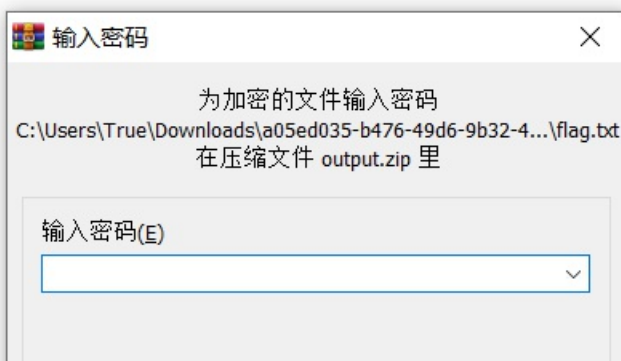 输入密码
为加密的文件输入密码
C:\Users\True\Downloads\a05ed035-b476-49d6-9b32-4...\flag.txt
在压缩文件 output.zip 里
输入密码(E)